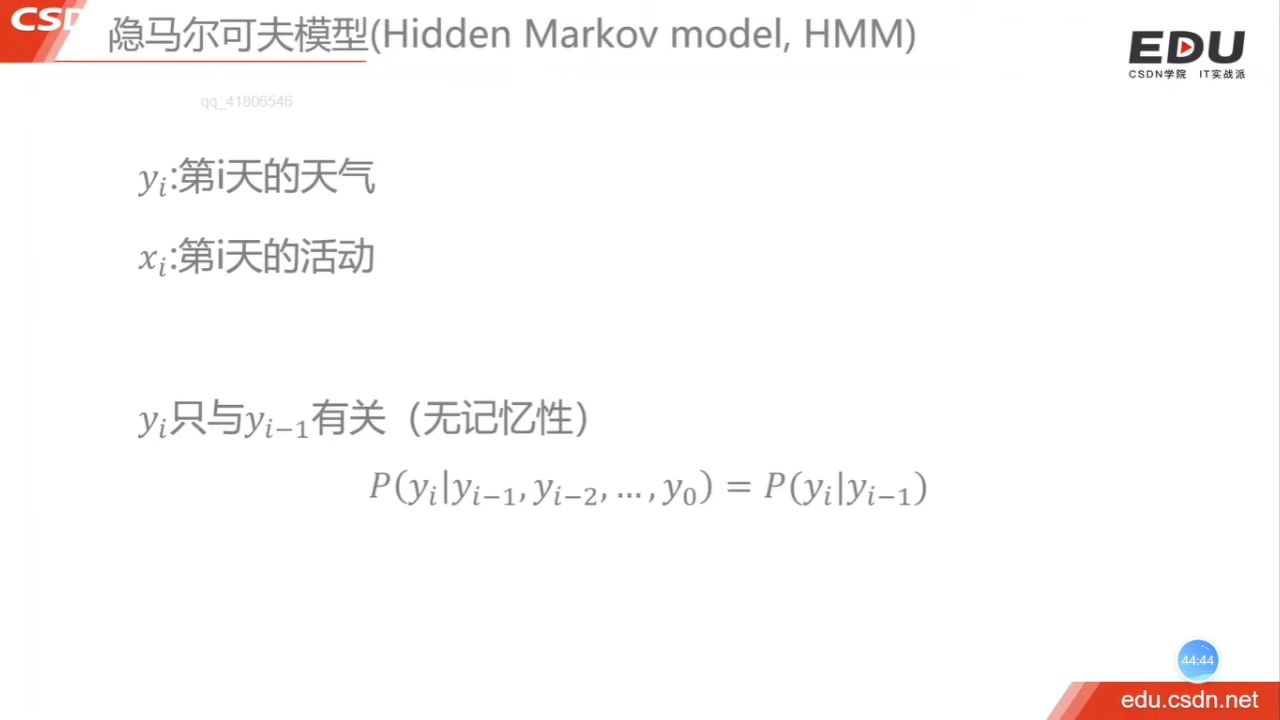 CSD
隐马尔可夫模型(Hidden Markov model, HMM)
EDU
CSDN学院 IT实战派
qq_41806546
yᵢ:第i天的天气
xᵢ:第i天的活动
yᵢ只与yᵢ₋₁有关（无记忆性）
P(yᵢ|yᵢ₋₁, yᵢ₋₂, …, y₀) = P(yᵢ|yᵢ₋₁)
44:44
edu.csdn.net